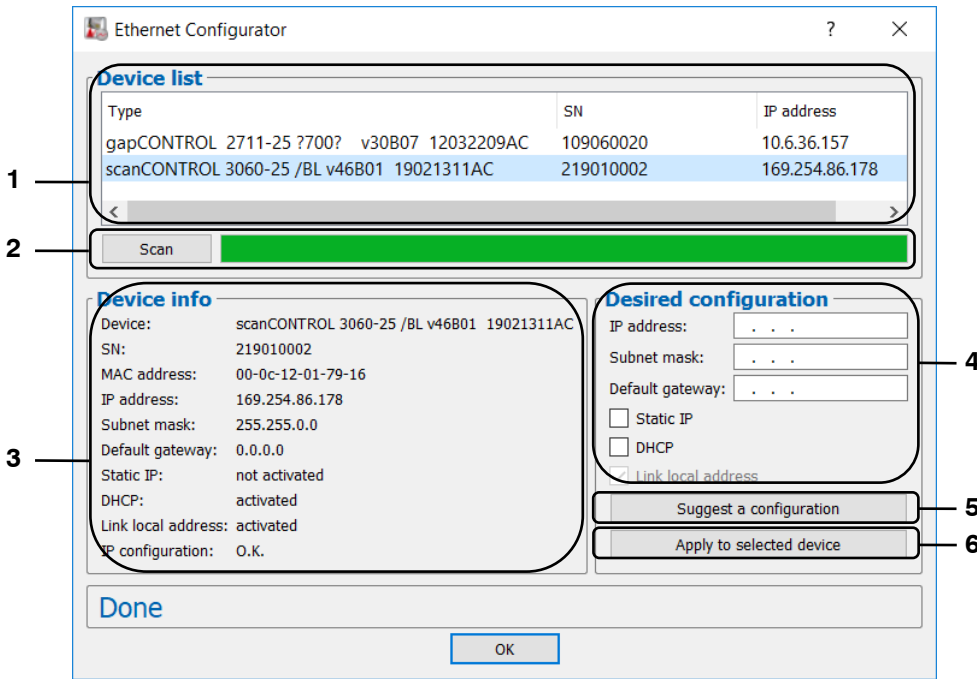 Ethernet Configurator ? ×
Device list
Type SN IP address
gapCONTROL 2711-25 ?700? v30B07 12032209AC 109060020 10.6.36.157
scanCONTROL 3060-25 /BL v46B01 19021311AC 219010002 169.254.86.178
1
Scan
2
Device info
Device: scanCONTROL 3060-25 /BL v46B01 19021311AC
SN: 219010002
MAC address: 00-0c-12-01-79-16
IP address: 169.254.86.178
Subnet mask: 255.255.0.0
Default gateway: 0.0.0.0
Static IP: not activated
DHCP: activated
Link local address: activated
IP configuration: O.K.
3
Desired configuration
IP address: . . .
Subnet mask: . . .
Default gateway: . . .
Static IP
DHCP
Link local address
4
Suggest a configuration
5
Apply to selected device
6
Done
OK